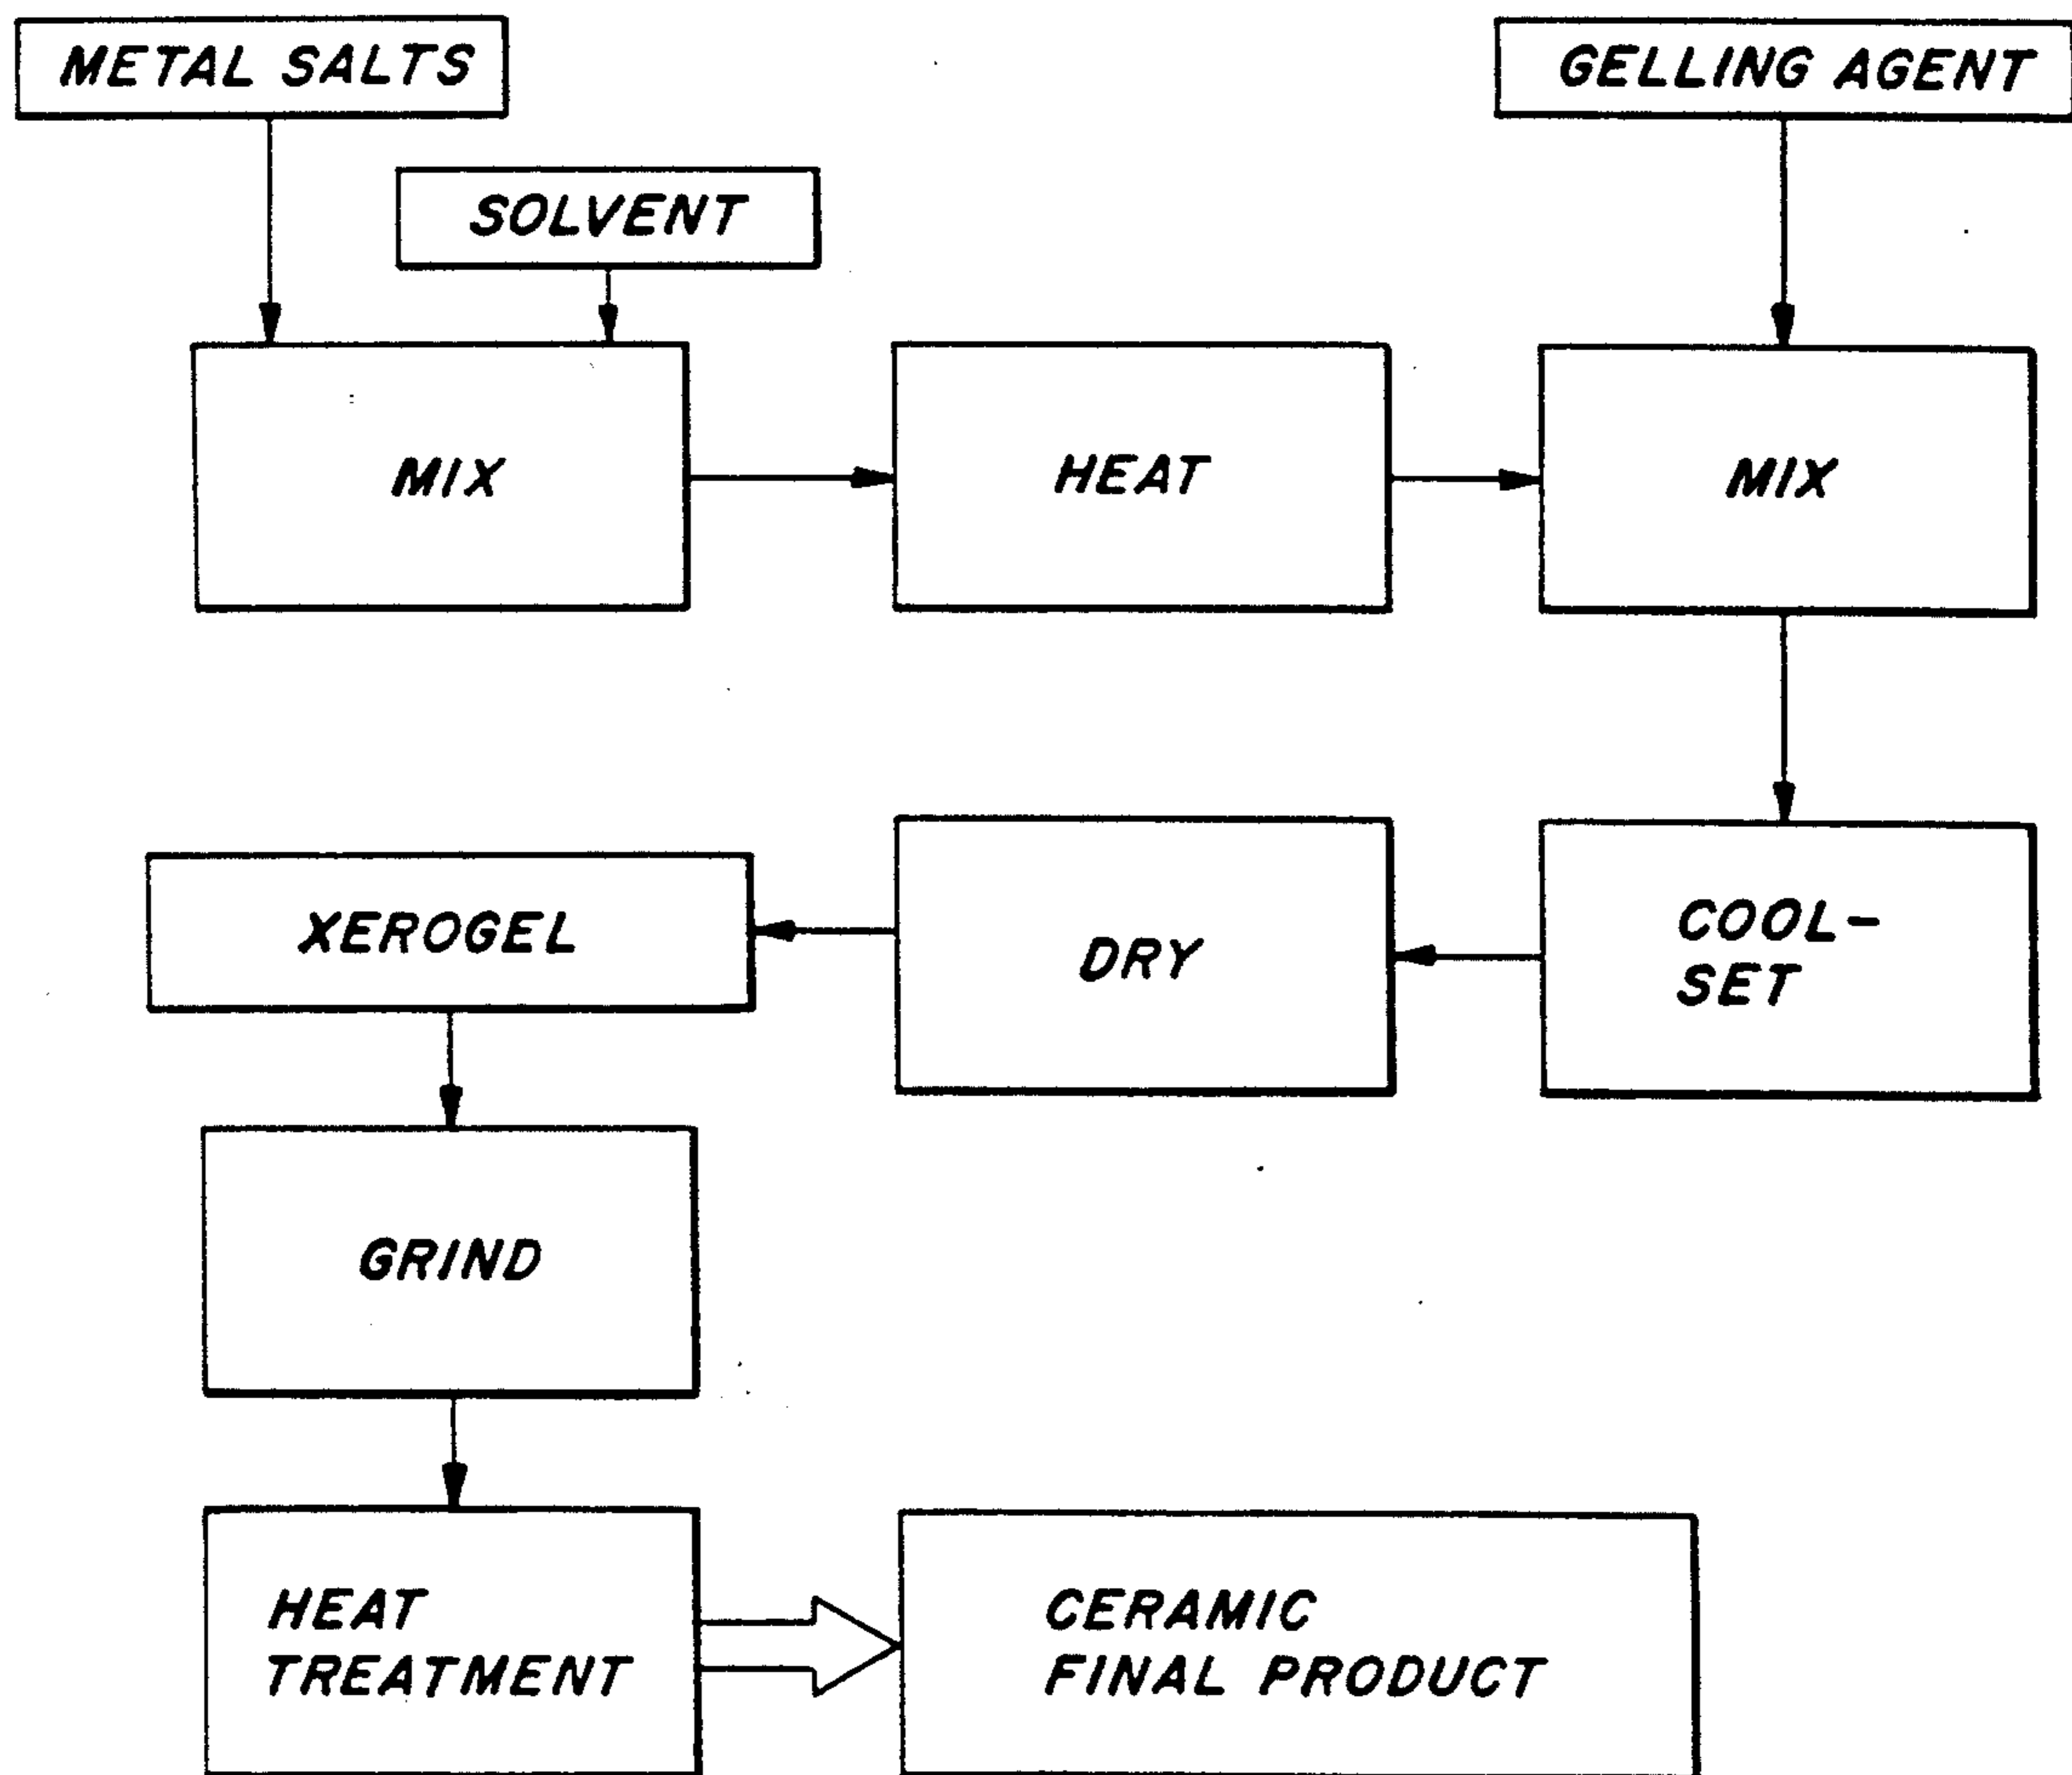 METAL SALTS
GELLING AGENT
SOLVENT
MIX
HEAT
MIX
COOL-
SET
DRY
XEROGEL
GRIND
HEAT
TREATMENT
CERAMIC
FINAL PRODUCT